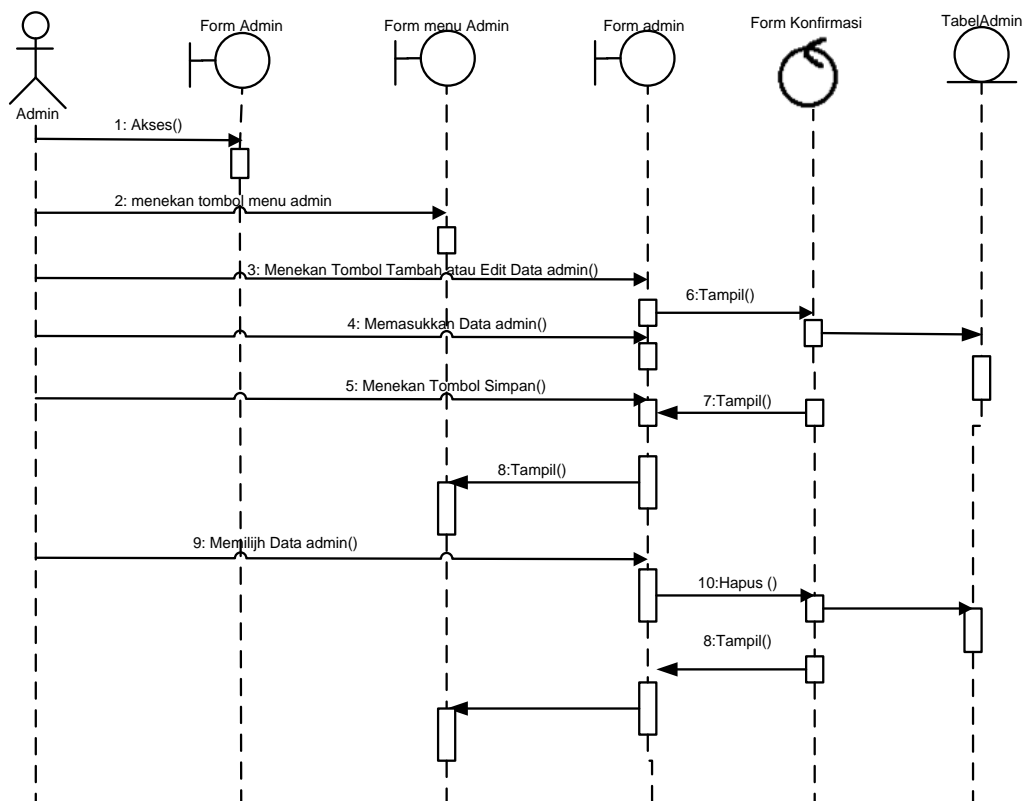 Form Admin
Form menu Admin
Form admin
Form Konfirmasi
TabelAdmin
Admin
1: Akses()
2: menekan tombol menu admin
3: Menekan Tombol Tambah atau Edit Data admin()
6:Tampil()
4: Memasukkan Data admin()
5: Menekan Tombol Simpan()
7:Tampil()
8:Tampil()
9: Memilijh Data admin()
10:Hapus ()
8:Tampil()